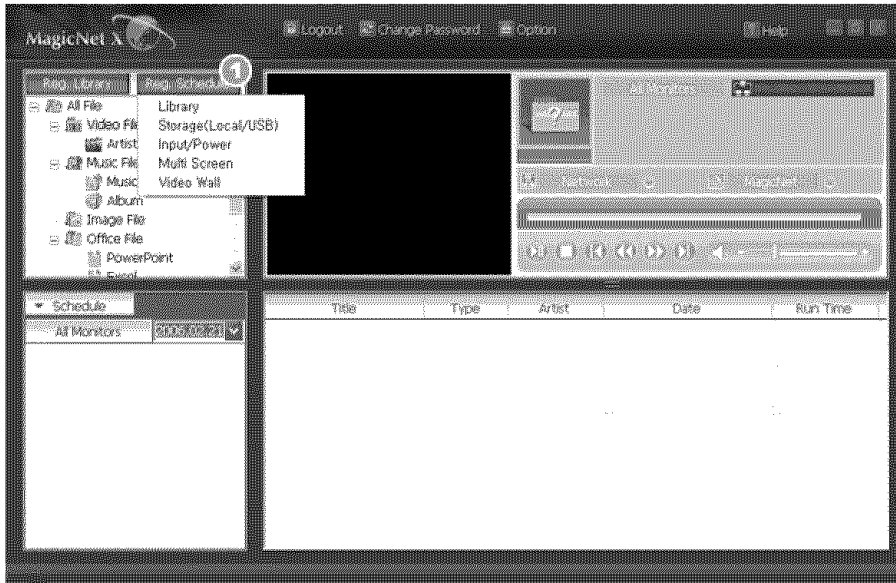 MagicNet X
Logout Change Password Option Help
Reg. Library Reg. Schedule
1
All File
Video File
Artist
Music File
Music
Album
Image File
Office File
PowerPoint
Excel
Library
Storage(Local/USB)
Input/Power
Multi Screen
Video Wall
All Monitors
Network MagicNet
Schedule
All Monitors
Title Type Artist Date Run Time